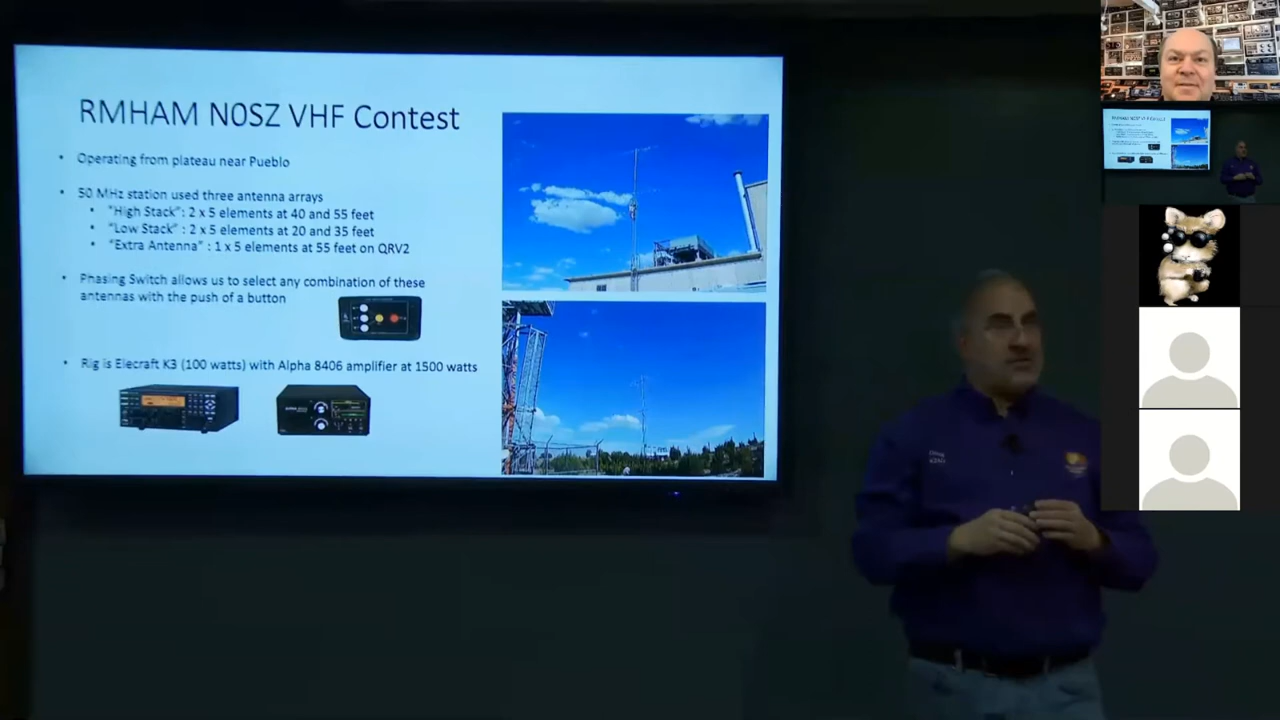 RMHAM N0SZ VHF Contest
• Operating from plateau near Pueblo
• 50 MHz station used three antenna arrays
• "High Stack": 2 x 5 elements at 40 and 55 feet
• "Low Stack" : 2 x 5 elements at 20 and 35 feet
• "Extra Antenna" : 1 x 5 elements at 55 feet on QRV2
• Phasing Switch allows us to select any combination of these
antennas with the push of a button
• Rig is Elecraft K3 (100 watts) with Alpha 8406 amplifier at 1500 watts